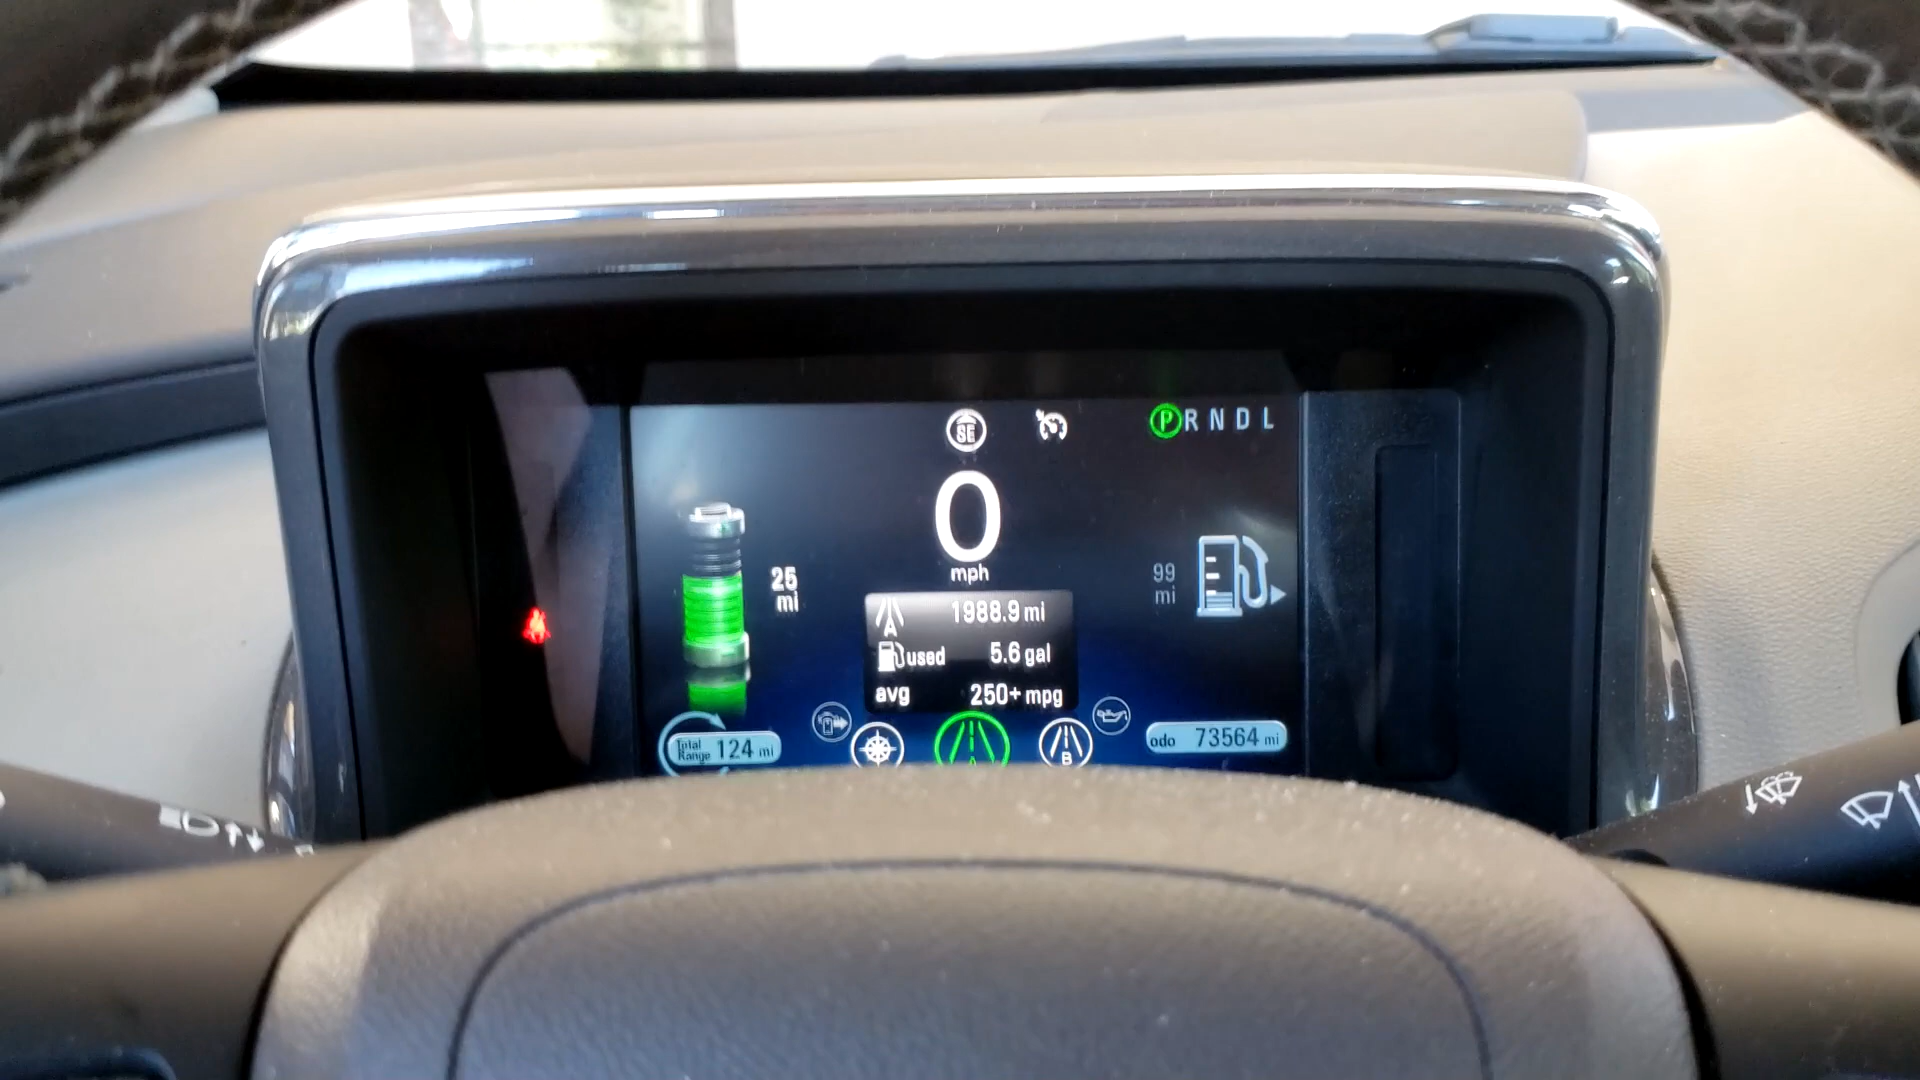 SE
P R N D L
0
mph
25
mi
99
mi
A
1988.9 mi
used 5.6 gal
avg 250+ mpg
Total
Range 124 mi
B
odo 73564 mi